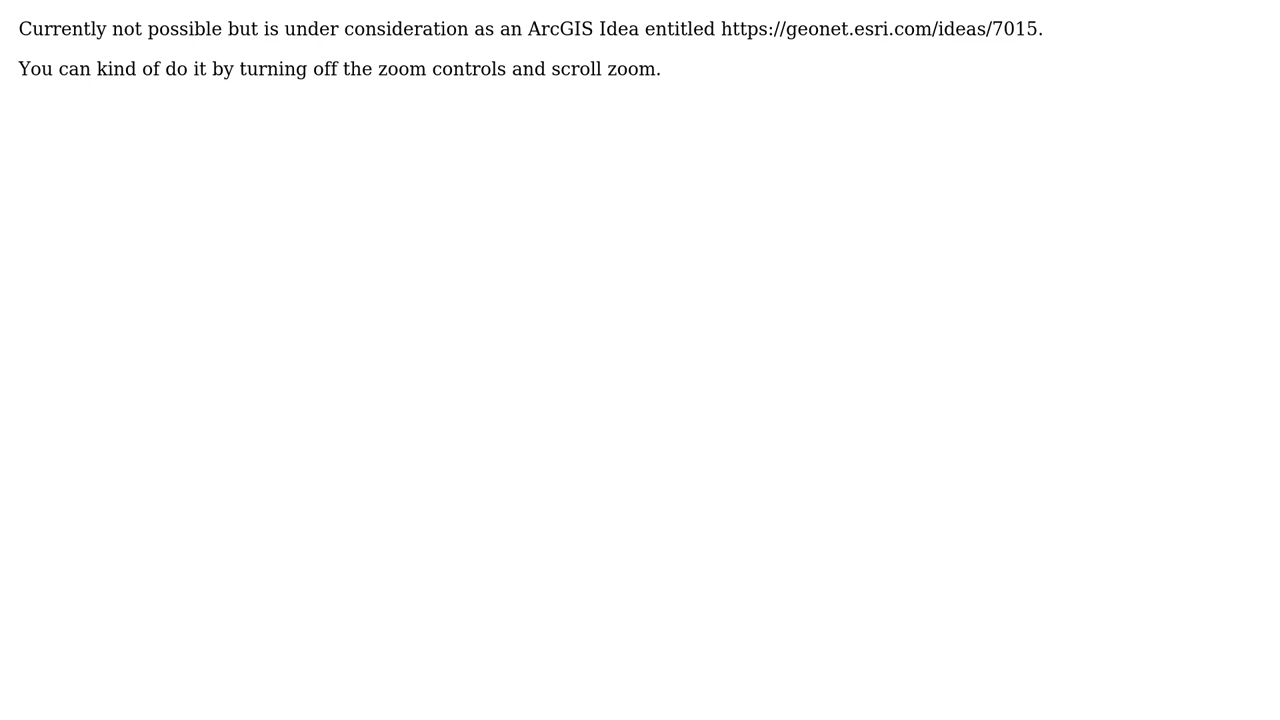 Currently not possible but is under consideration as an ArcGIS Idea entitled https://geonet.esri.com/ideas/7015.
You can kind of do it by turning off the zoom controls and scroll zoom.